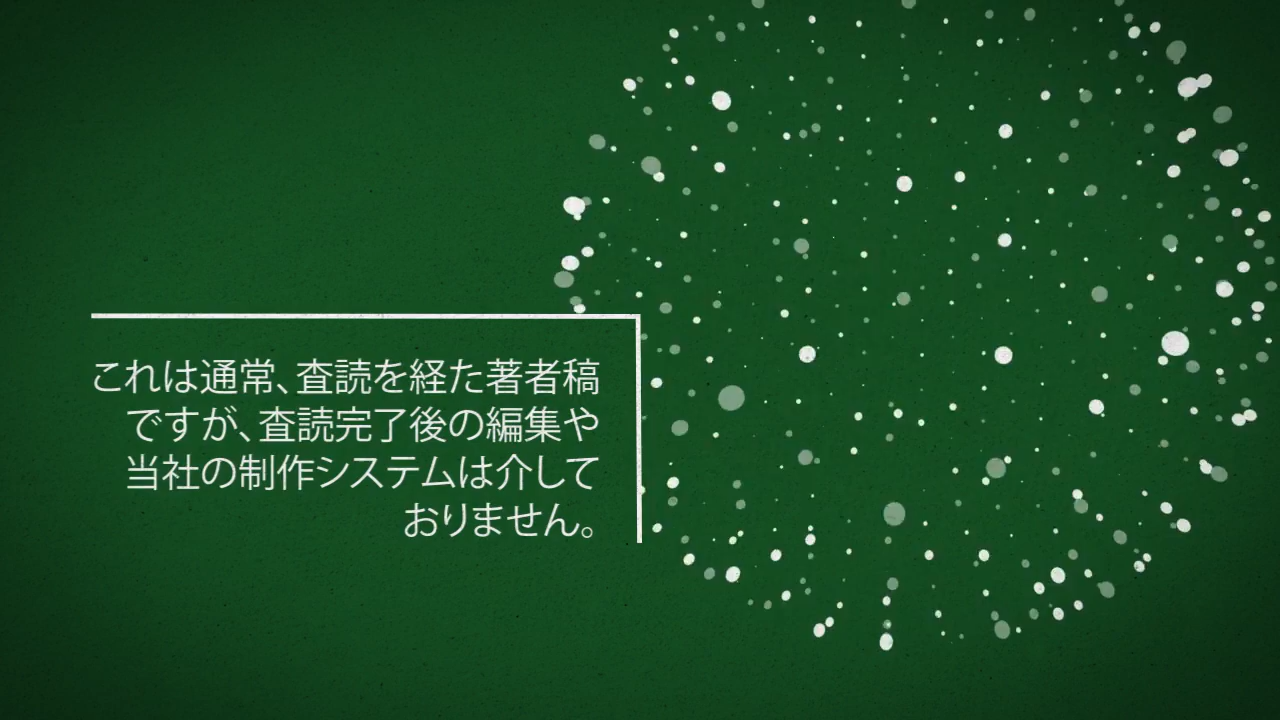 これは通常、査読を経た著者稿
ですが、査読完了後の編集や
当社の制作システムは介して
おりません。